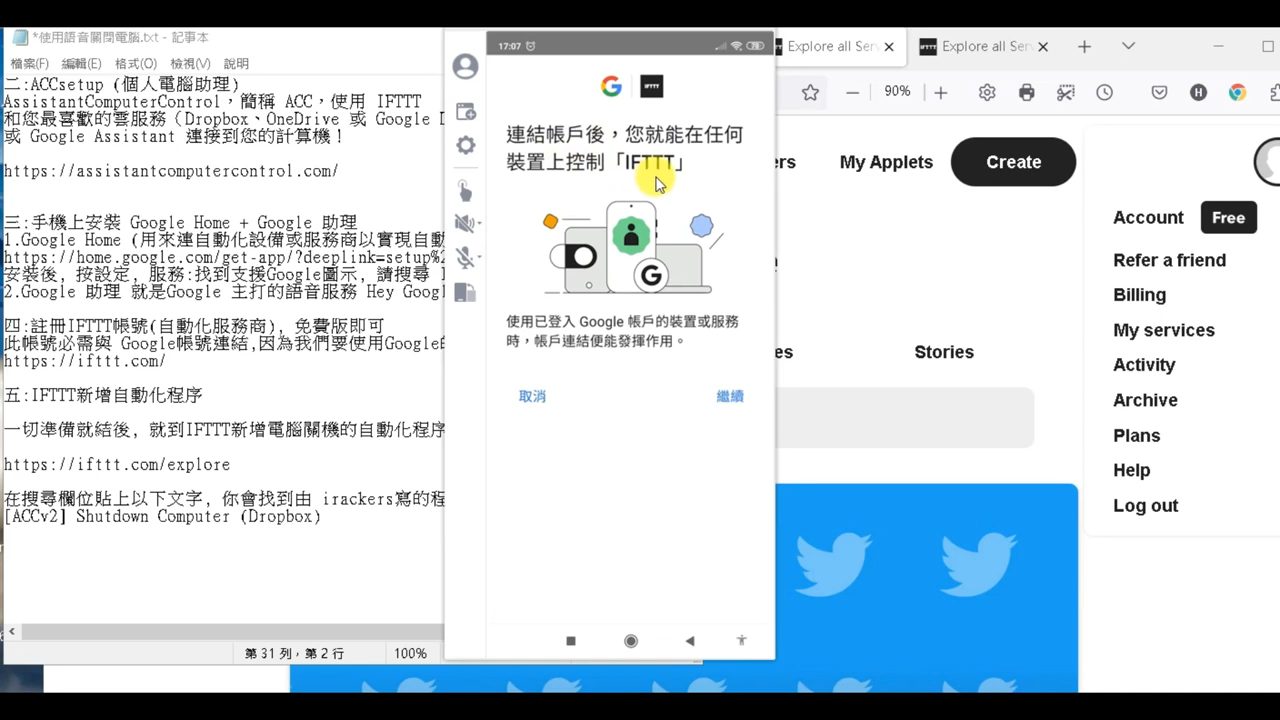 *使用語音關閉電腦.txt - 記事本
檔案(F) 編輯(E) 格式(O) 檢視(V) 說明
二:ACCsetup (個人電腦助理)
AssistantComputerControl，簡稱 ACC，使用 IFTTT
和您最喜歡的雲服務（Dropbox、OneDrive 或 Google
或 Google Assistant 連接到您的計算機！
https://assistantcomputercontrol.com/
三:手機上安裝 Google Home + Google 助理
1.Google Home (用來連自動化設備或服務商以實現自動
https://home.google.com/get-app/?deeplink=setup%2
安裝後, 按設定, 服務:找到支援Google圖示, 請搜尋
2.Google 助理 就是Google 主打的語音服務 Hey Goog
四:註冊IFTTT帳號(自動化服務商), 免費版即可
此帳號必需與 Google帳號連結,因為我們要使用Google的
https://ifttt.com/
五:IFTTT新增自動化程序
一切準備就結後, 就到IFTTT新增電腦關機的自動化程序
https://ifttt.com/explore
在搜尋欄位貼上以下文字, 你會找到由 irackers寫的程
[ACCv2] Shutdown Computer (Dropbox)
第 31 列，第 2 行 100%
17:07
G IFTTT
連結帳戶後，您就能在任何
裝置上控制「IFTTT」
G
使用已登入 Google 帳戶的裝置或服務
時，帳戶連結便能發揮作用。
取消 繼續
Explore all Ser
IFTTT Explore all Ser
90%
H
ers My Applets Create
es Stories
Account Free
Refer a friend
Billing
My services
Activity
Archive
Plans
Help
Log out